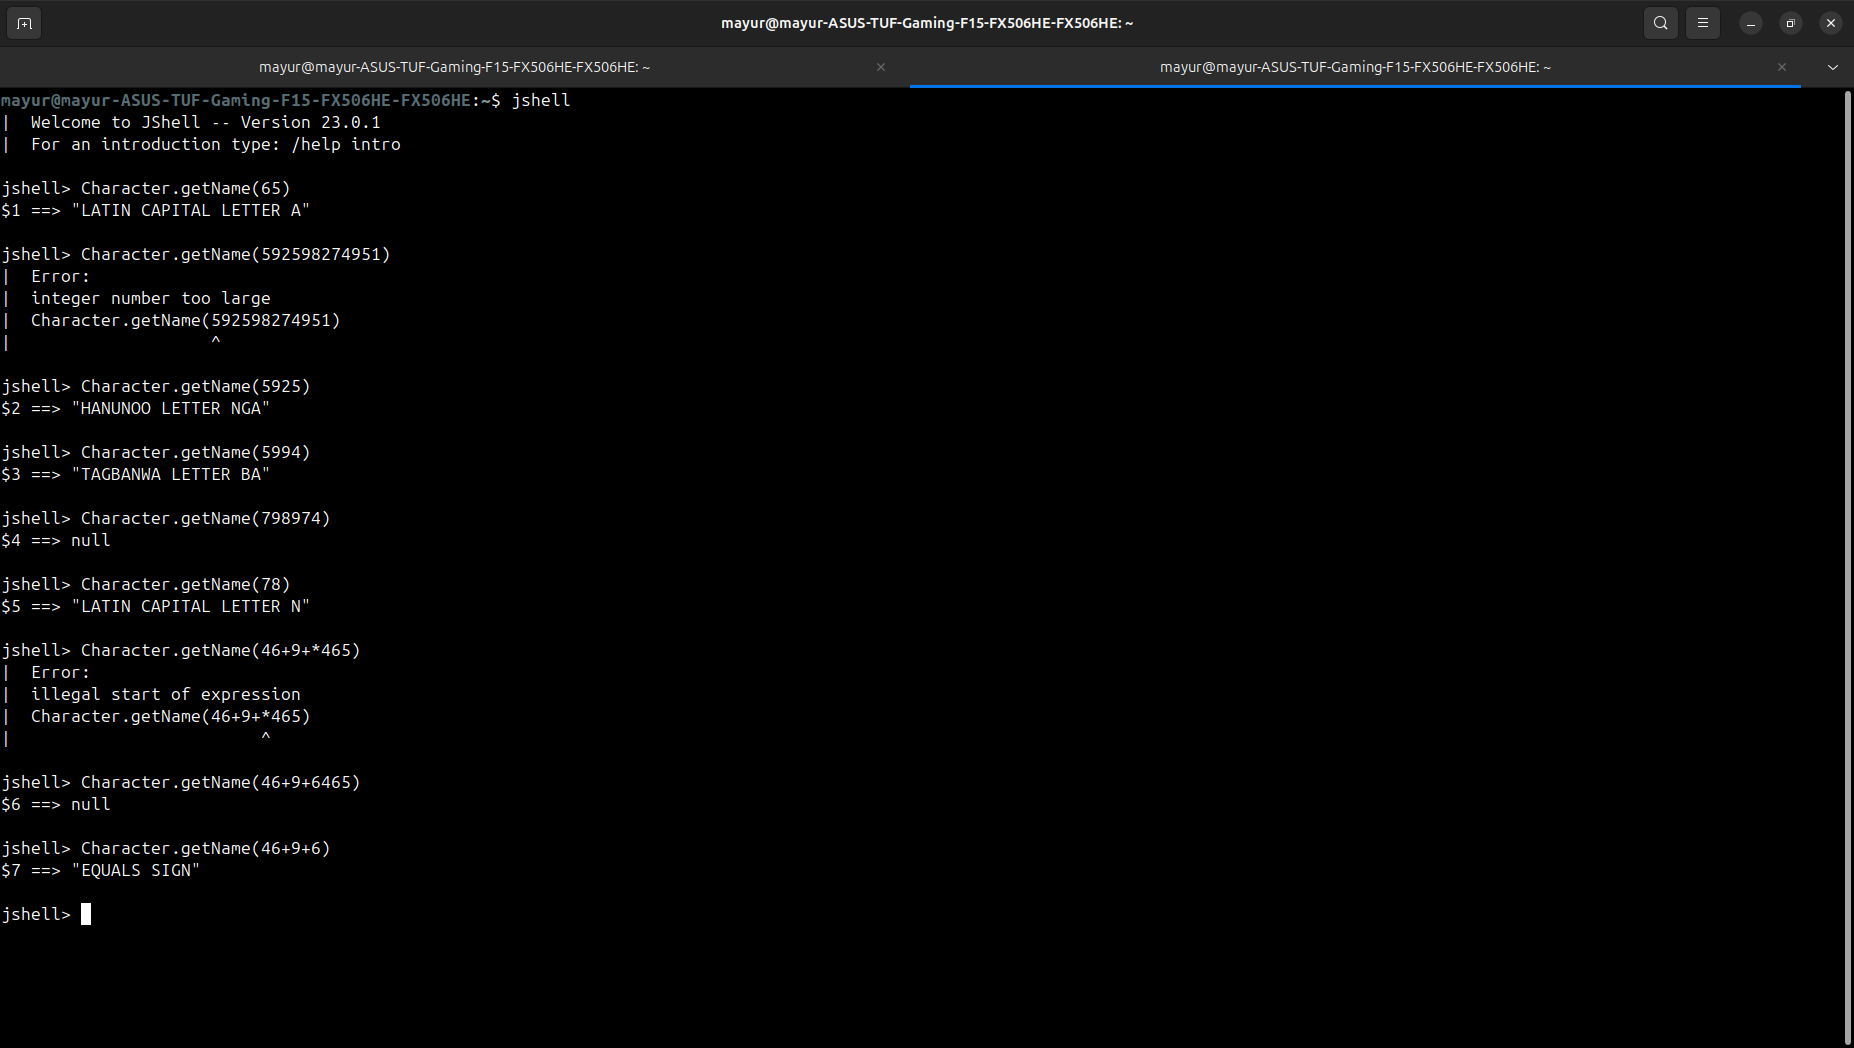 mayur@mayur-ASUS-TUF-Gaming-F15-FX506HE-FX506HE: ~
mayur@mayur-ASUS-TUF-Gaming-F15-FX506HE-FX506HE: ~
mayur@mayur-ASUS-TUF-Gaming-F15-FX506HE-FX506HE: ~
mayur@mayur-ASUS-TUF-Gaming-F15-FX506HE-FX506HE:~$ jshell
|  Welcome to JShell -- Version 23.0.1
|  For an introduction type: /help intro
jshell> Character.getName(65)
$1 ==> "LATIN CAPITAL LETTER A"
jshell> Character.getName(592598274951)
|  Error:
|  integer number too large
|  Character.getName(592598274951)
|                    ^
jshell> Character.getName(5925)
$2 ==> "HANUNOO LETTER NGA"
jshell> Character.getName(5994)
$3 ==> "TAGBANWA LETTER BA"
jshell> Character.getName(798974)
$4 ==> null
jshell> Character.getName(78)
$5 ==> "LATIN CAPITAL LETTER N"
jshell> Character.getName(46+9+*465)
|  Error:
|  illegal start of expression
|  Character.getName(46+9+*465)
|                         ^
jshell> Character.getName(46+9+6465)
$6 ==> null
jshell> Character.getName(46+9+6)
$7 ==> "EQUALS SIGN"
jshell>